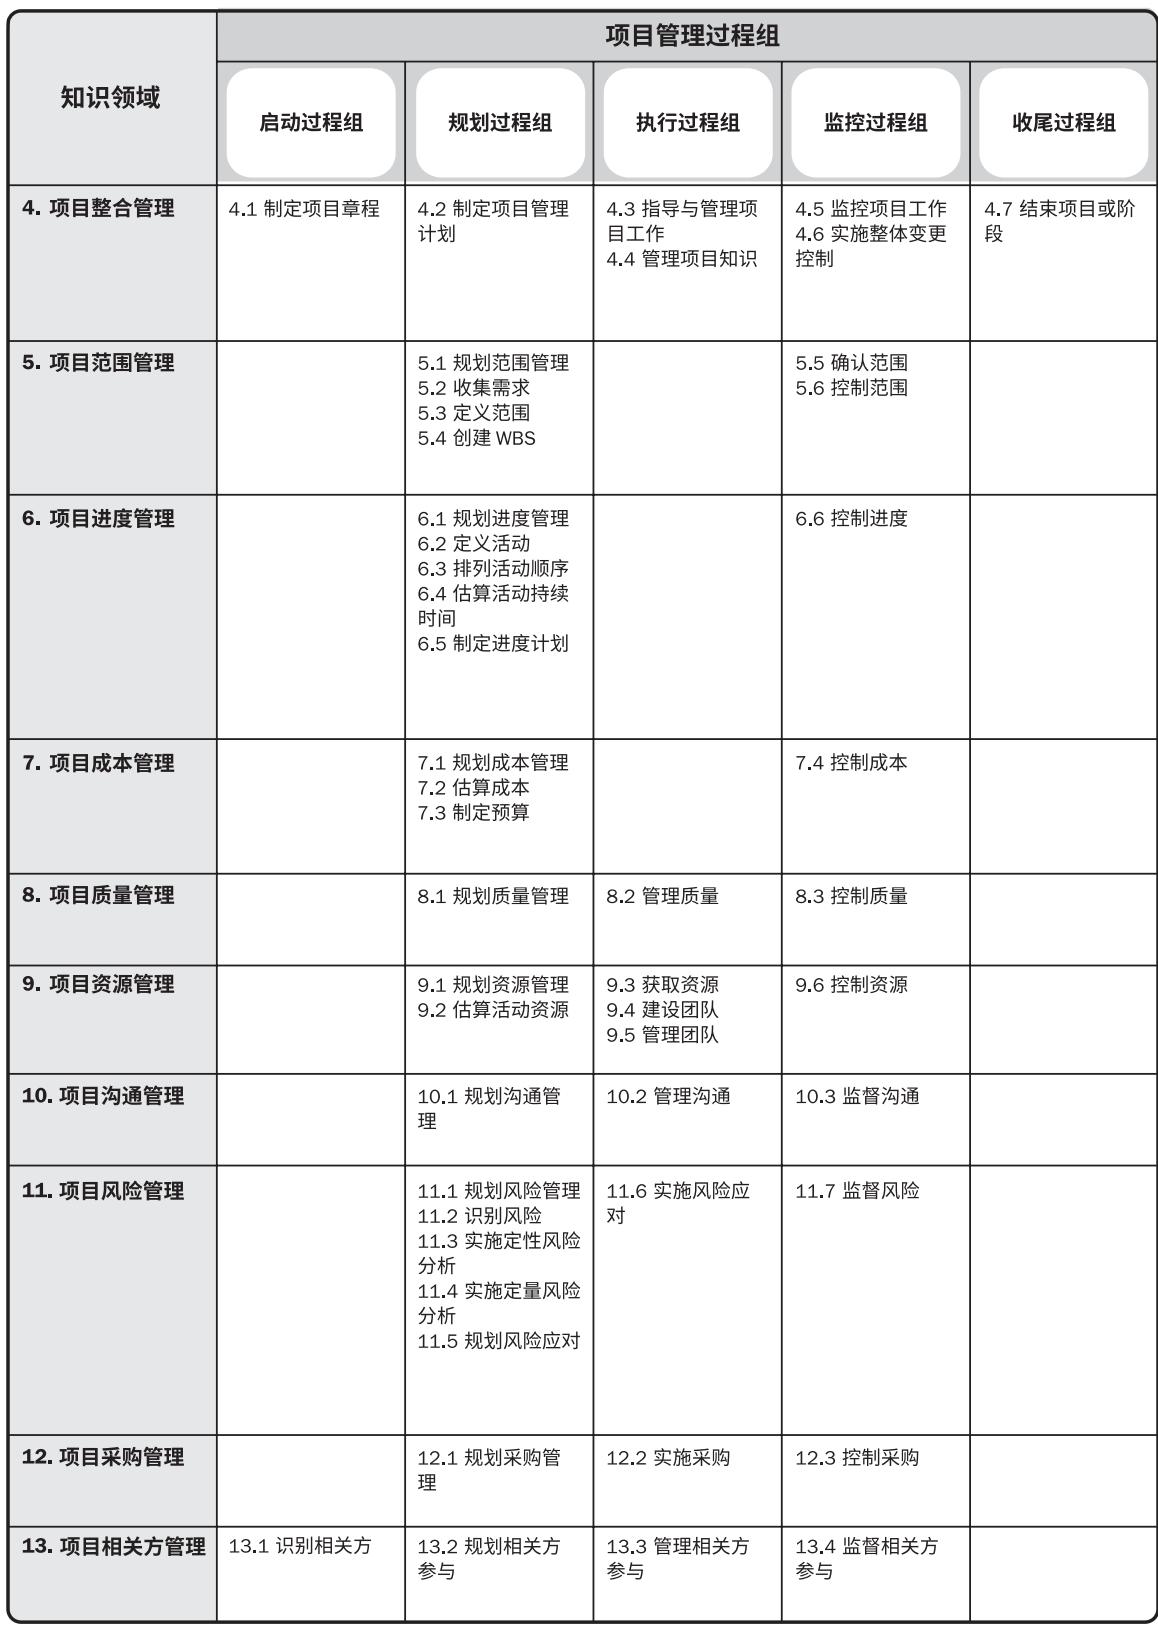 项目管理过程组
知识领域
启动过程组
规划过程组
执行过程组
监控过程组
收尾过程组
4. 项目整合管理
4.1 制定项目章程
4.2 制定项目管理
计划
4.3 指导与管理项
目工作
4.4 管理项目知识
4.5 监控项目工作
4.6 实施整体变更
控制
4.7 结束项目或阶
段
5. 项目范围管理
5.1 规划范围管理
5.2 收集需求
5.3 定义范围
5.4 创建 WBS
5.5 确认范围
5.6 控制范围
6. 项目进度管理
6.1 规划进度管理
6.2 定义活动
6.3 排列活动顺序
6.4 估算活动持续
时间
6.5 制定进度计划
6.6 控制进度
7. 项目成本管理
7.1 规划成本管理
7.2 估算成本
7.3 制定预算
7.4 控制成本
8. 项目质量管理
8.1 规划质量管理
8.2 管理质量
8.3 控制质量
9. 项目资源管理
9.1 规划资源管理
9.2 估算活动资源
9.3 获取资源
9.4 建设团队
9.5 管理团队
9.6 控制资源
10. 项目沟通管理
10.1 规划沟通管
理
10.2 管理沟通
10.3 监督沟通
11. 项目风险管理
11.1 规划风险管理
11.2 识别风险
11.3 实施定性风险
分析
11.4 实施定量风险
分析
11.5 规划风险应对
11.6 实施风险应
对
11.7 监督风险
12. 项目采购管理
12.1 规划采购管
理
12.2 实施采购
12.3 控制采购
13. 项目相关方管理
13.1 识别相关方
13.2 规划相关方
参与
13.3 管理相关方
参与
13.4 监督相关方
参与